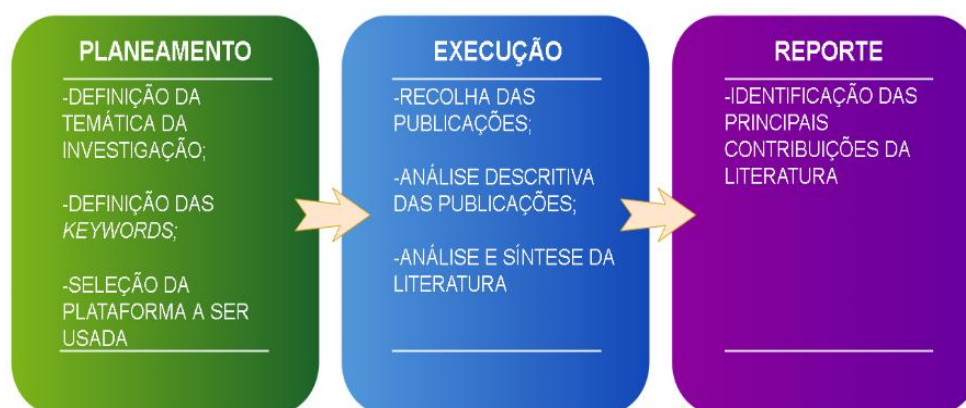 PLANEAMENTO
-DEFINIÇÃO DA
TEMÁTICA DA
INVESTIGAÇÃO;
-DEFINIÇÃO DAS
KEYWORDS;
-SELEÇÃO DA
PLATAFORMA A SER
USADA
EXECUÇÃO
-RECOLHA DAS
PUBLICAÇÕES;
-ANÁLISE DESCRITIVA
DAS PUBLICAÇÕES;
-ANÁLISE E SÍNTESE DA
LITERATURA
REPORTE
-IDENTIFICAÇÃO DAS
PRINCIPAIS
CONTRIBUIÇÕES DA
LITERATURA